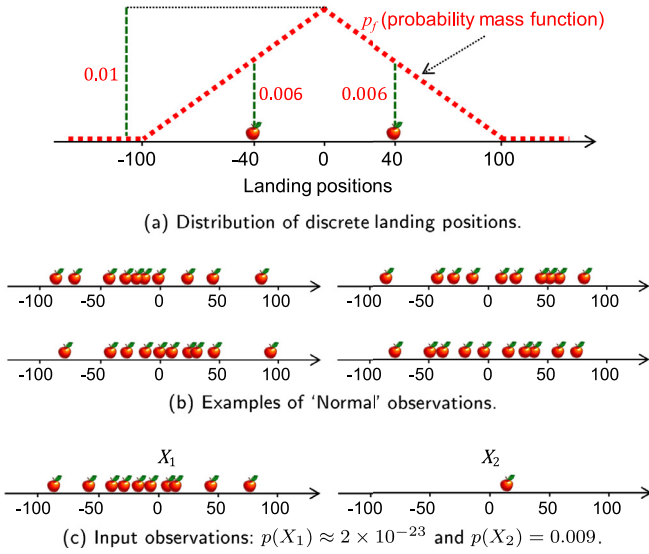 p_f (probability mass function)
0.01
0.006 0.006
-100 -40 0 40 100
Landing positions
(a) Distribution of discrete landing positions.
-100 -50 0 50 100 -100 -50 0 50 100
-100 -50 0 50 100 -100 -50 0 50 100
(b) Examples of ‘Normal’ observations.
X_1 X_2
-100 -50 0 50 100 -100 -50 0 50 100
(c) Input observations: p(X_1) ≈ 2 × 10^{-23} and p(X_2) = 0.009.